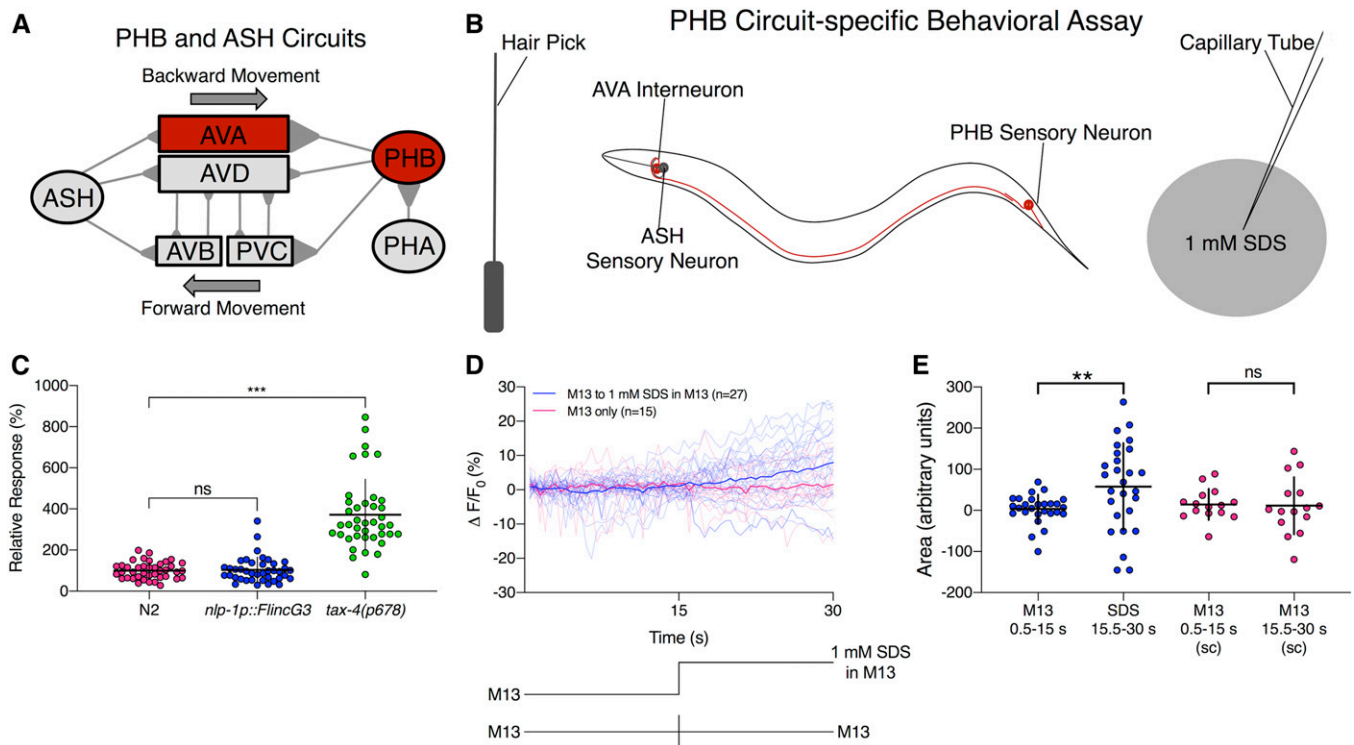 A
PHB and ASH Circuits
Backward Movement
AVA
AVD
ASH
PHB
AVB
PVC
PHA
Forward Movement
B
PHB Circuit-specific Behavioral Assay
Hair Pick
AVA Interneuron
ASH
Sensory Neuron
PHB Sensory Neuron
Capillary Tube
1 mM SDS
C
Relative Response (%)
1000
800
600
400
200
0
***
ns
N2
nlp-1p::FlincG3
tax-4(p678)
D
Δ F/F0 (%)
30
20
10
0
-10
-20
-30
M13 to 1 mM SDS in M13 (n=27)
M13 only (n=15)
15
30
Time (s)
M13
1 mM SDS
in M13
M13
M13
E
Area (arbitrary units)
300
200
100
0
-100
-200
**
ns
M13
0.5-15 s
SDS
15.5-30 s
M13
0.5-15 s
(sc)
M13
15.5-30 s
(sc)